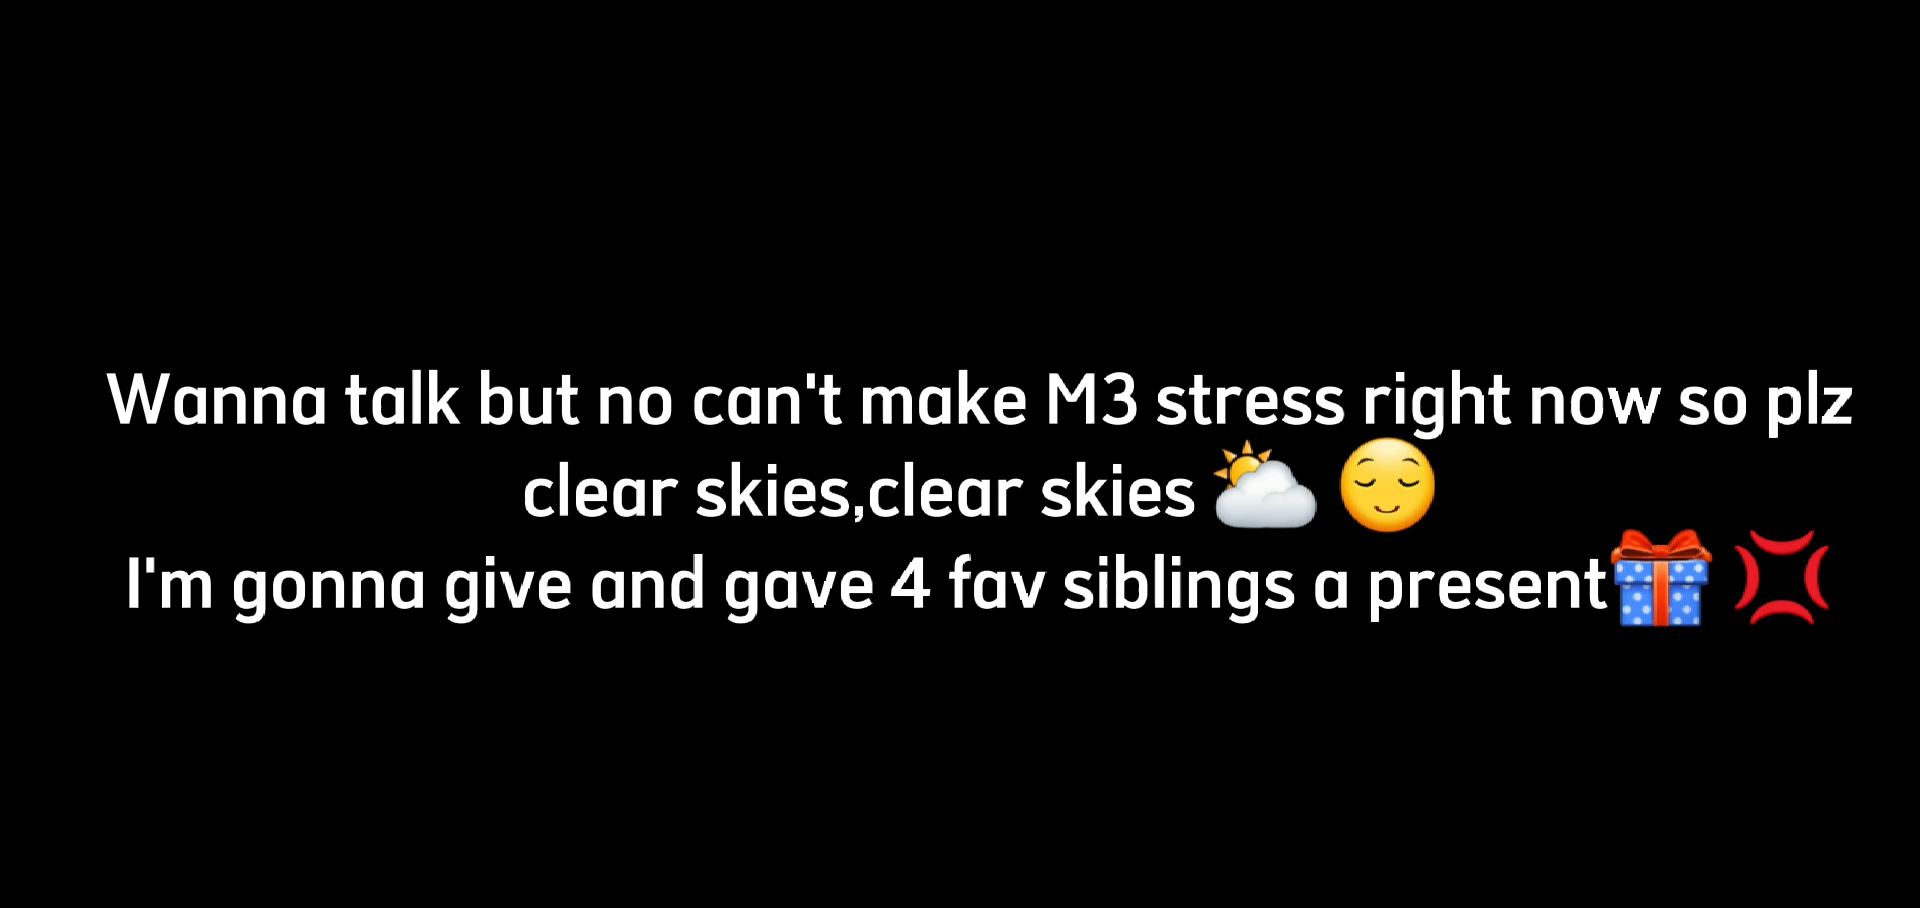 Wanna talk but no can't make M3 stress right now so plz
clear skies,clear skies ⛅ 😌
I'm gonna give and gave 4 fav siblings a present🎁 💢